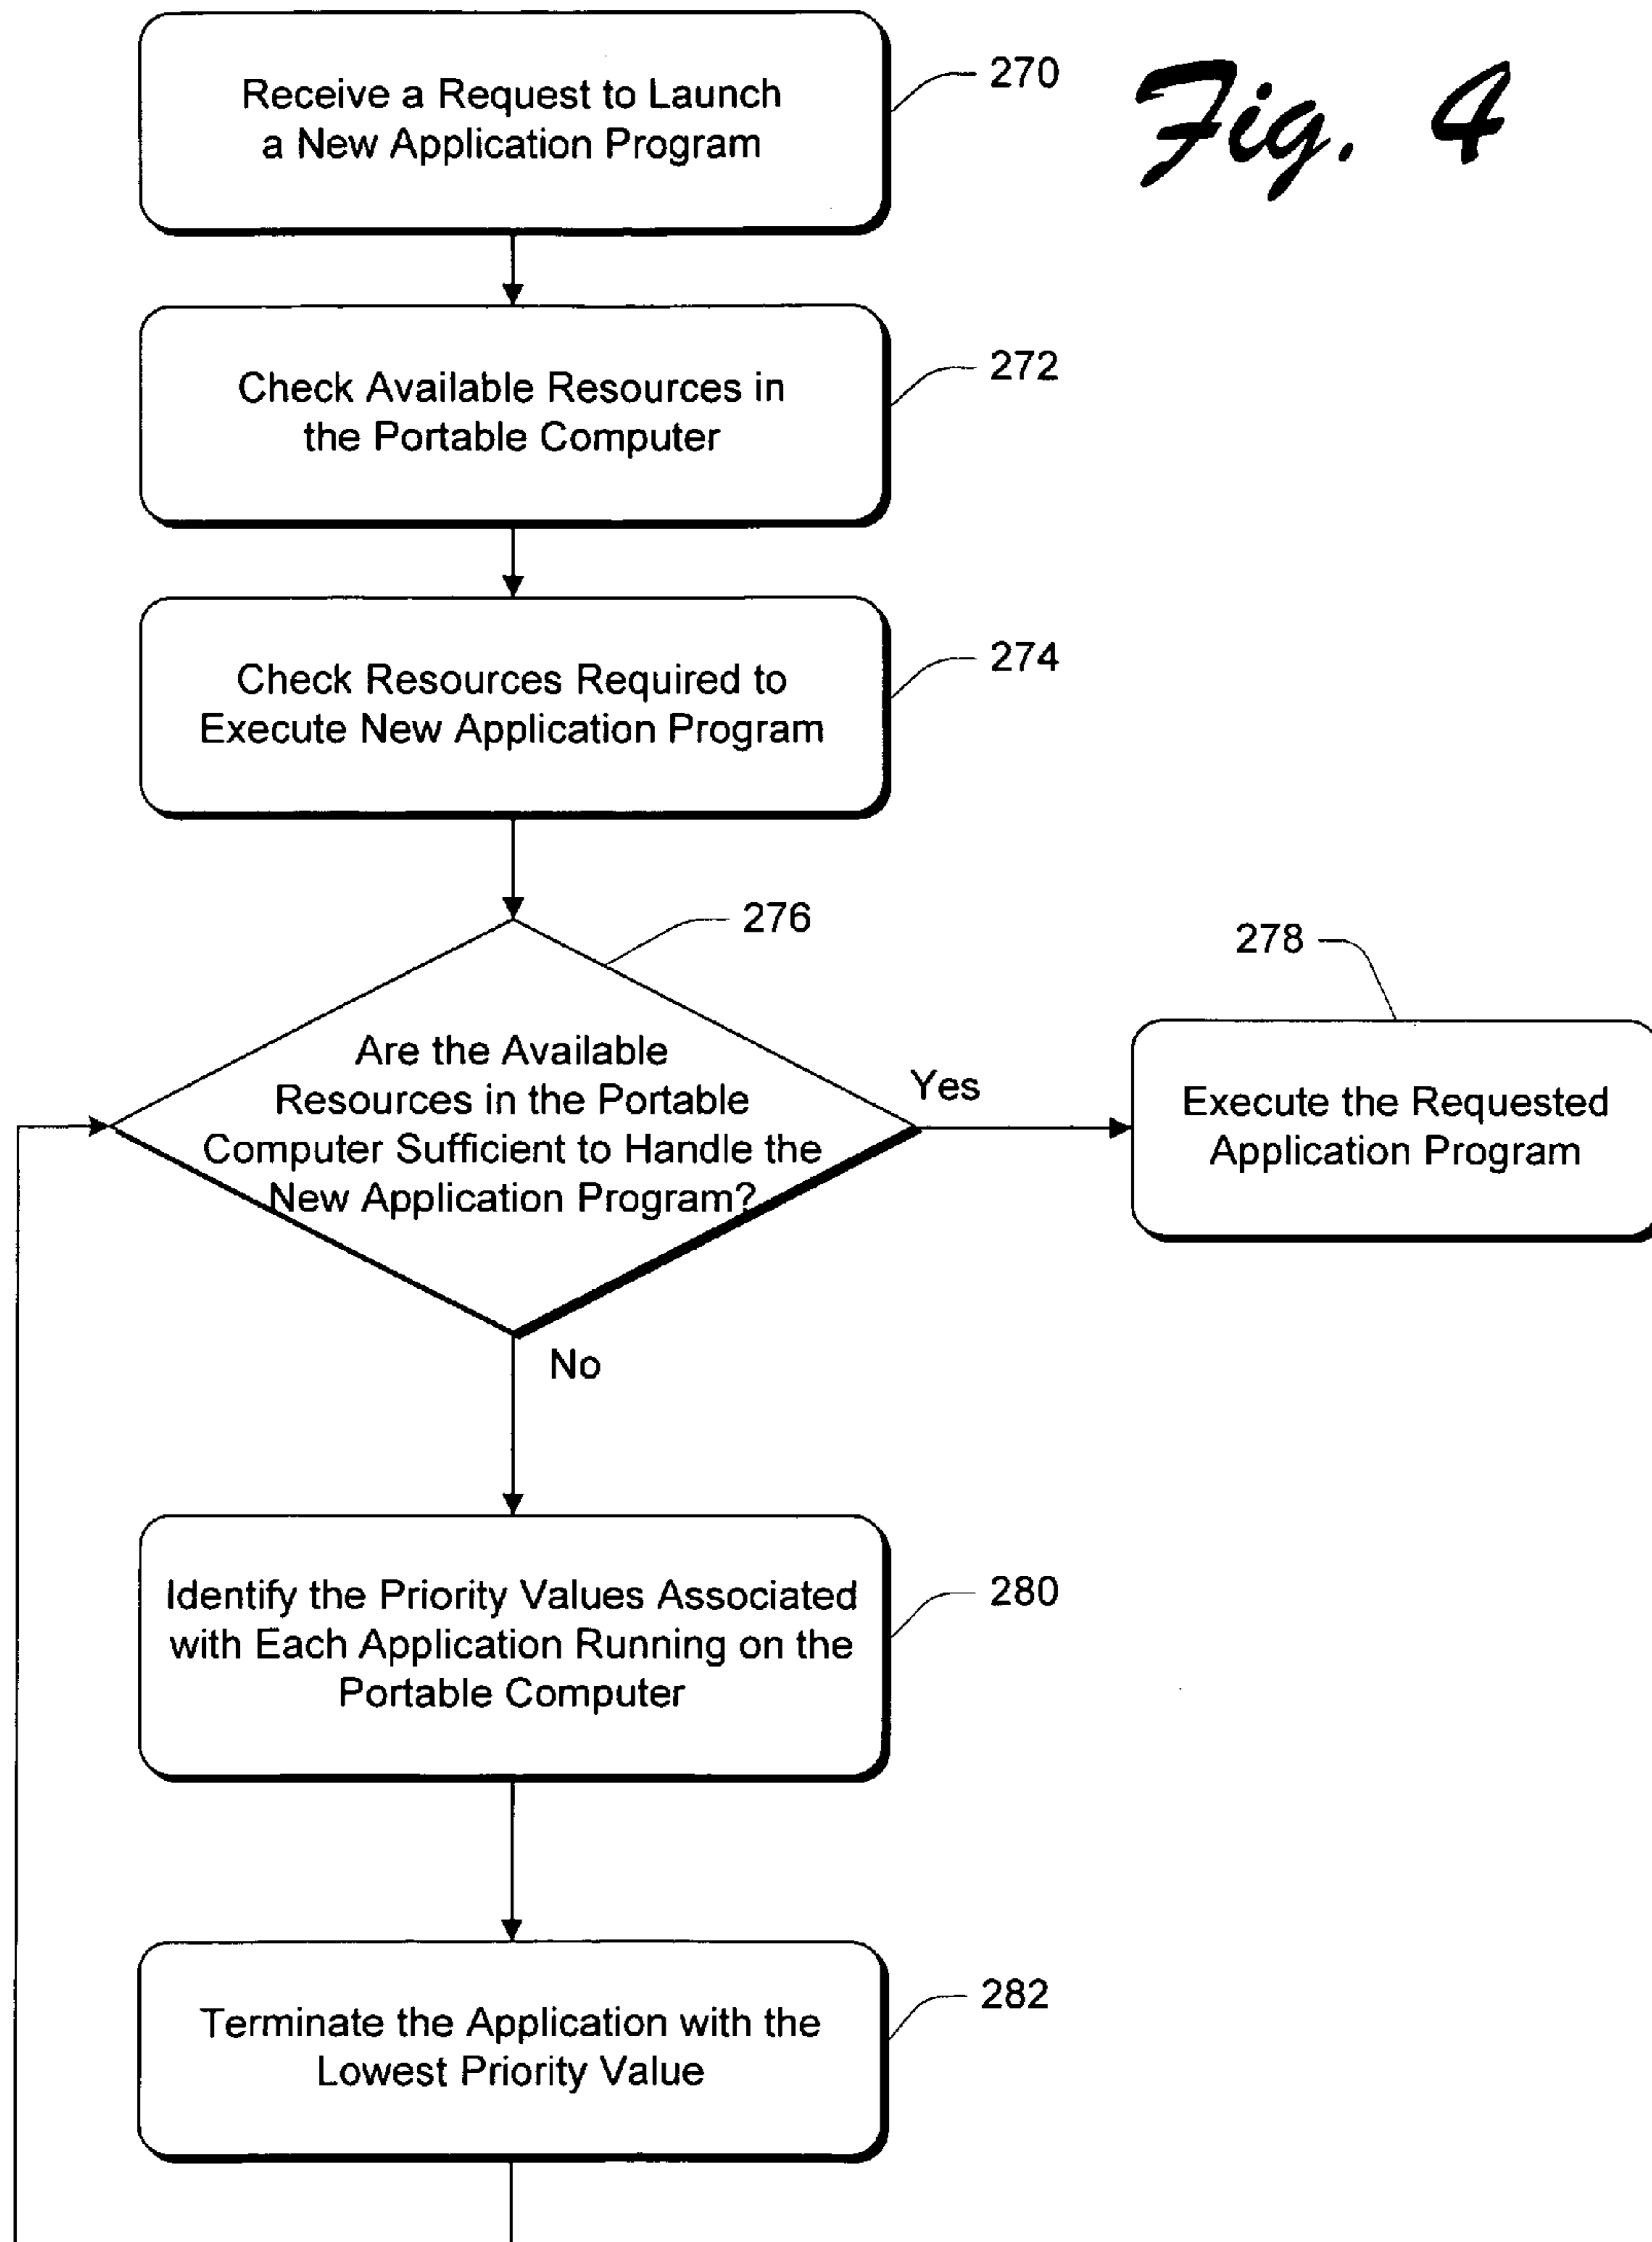 Receive a Request to Launch
a New Application Program
270
Fig. 4
Check Available Resources in
the Portable Computer
272
Check Resources Required to
Execute New Application Program
274
276
Are the Available
Resources in the Portable
Computer Sufficient to Handle the
New Application Program?
Yes
278
Execute the Requested
Application Program
No
Identify the Priority Values Associated
with Each Application Running on the
Portable Computer
280
Terminate the Application with the
Lowest Priority Value
282